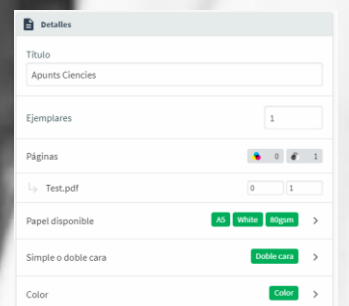 Detalles
Título
Apunts Ciencies
Ejemplares 1
Páginas 0 1
Test.pdf 0 1
Papel disponible A5 White 80gsm
Simple o doble cara Doble cara
Color Color